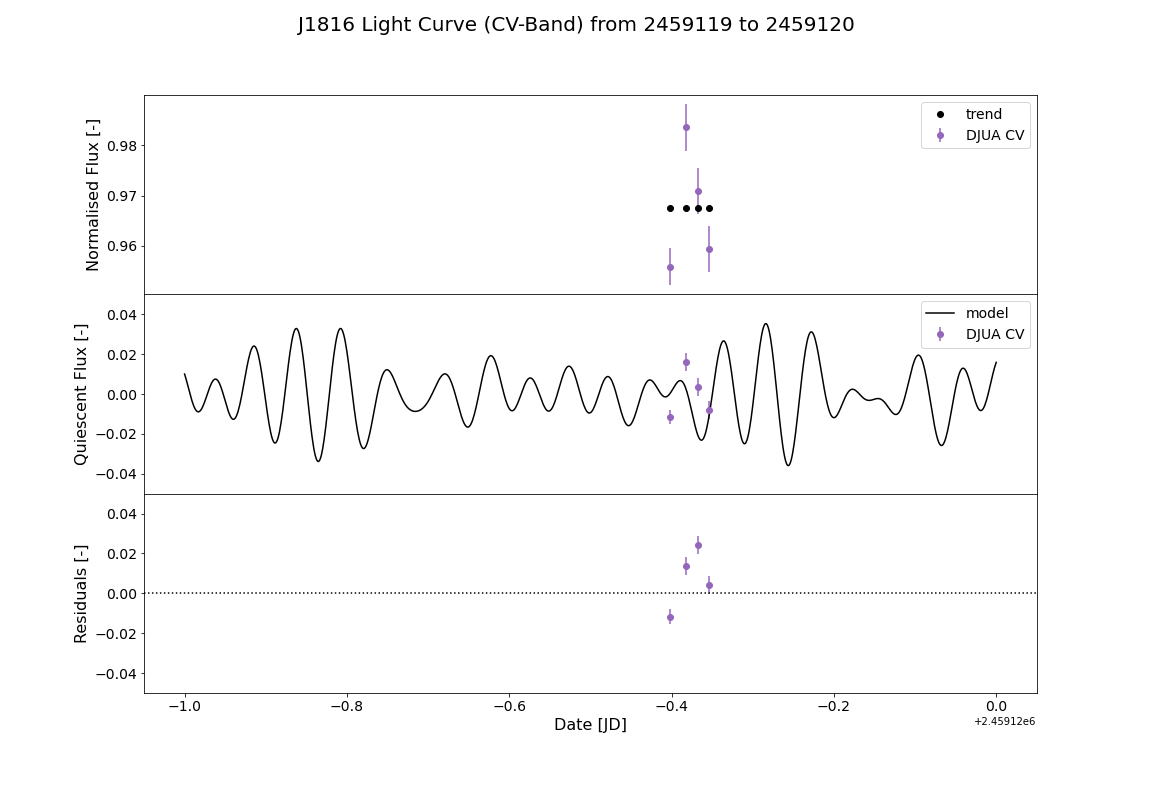 J1816 Light Curve (CV-Band) from 2459119 to 2459120
Normalised Flux [-]
0.98
0.97
0.96
trend
DJUA CV
Quiescent Flux [-]
0.04
0.02
0.00
−0.02
−0.04
model
DJUA CV
Residuals [-]
0.04
0.02
0.00
−0.02
−0.04
−1.0 −0.8 −0.6 −0.4 −0.2 0.0
Date [JD]
+2.45912e6